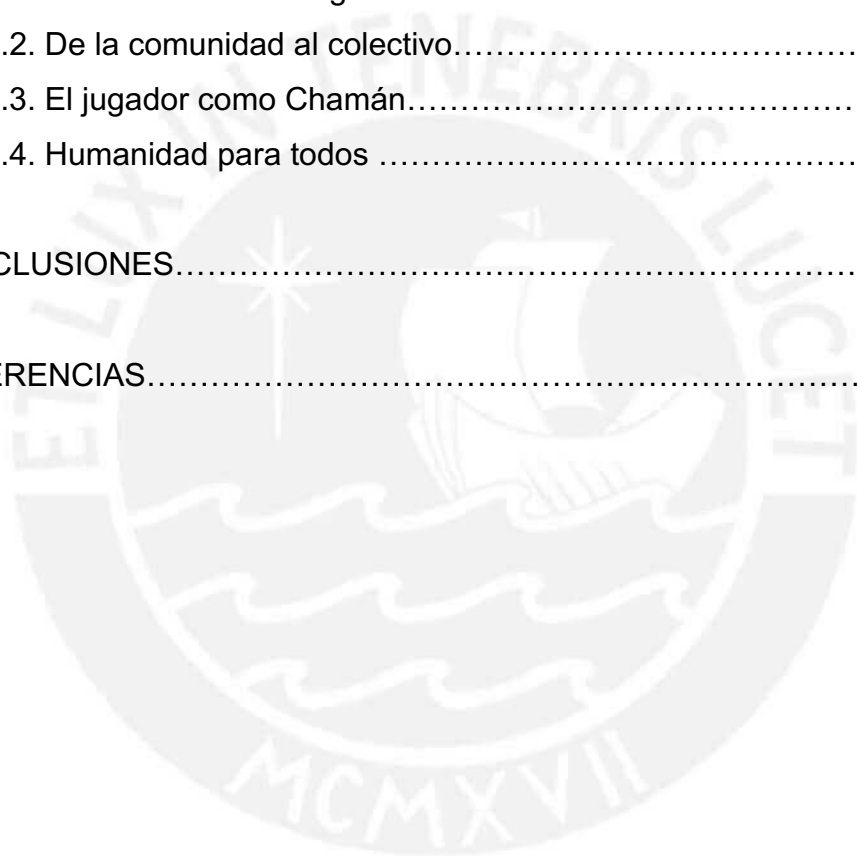 .2. De la comunidad al colectivo…………………………………
.3. El jugador como Chamán………………………………………
.4. Humanidad para todos …………………………………………
CLUSIONES…………………………………………………………
ERENCIAS……………………………………………………………
ET LUX IN TENEBRIS LUCET
MCMXVII